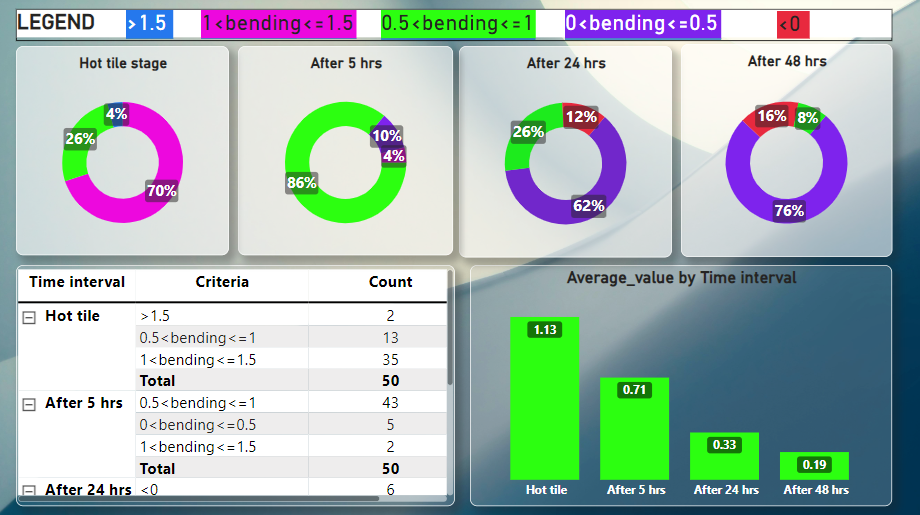 LEGEND >1.5 1<bending<=1.5 0.5<bending<=1 0<bending<=0.5 <0
Hot tile stage
4%
26%
70%
After 5 hrs
10%
4%
86%
After 24 hrs
12%
26%
62%
After 48 hrs
16%
8%
76%
Time interval Criteria Count
Hot tile >1.5 2
0.5<bending<=1 13
1<bending<=1.5 35
Total 50
After 5 hrs 0.5<bending<=1 43
0<bending<=0.5 5
1<bending<=1.5 2
Total 50
After 24 hrs <0 6
Average_value by Time interval
1.13
0.71
0.33
0.19
Hot tile After 5 hrs After 24 hrs After 48 hrs